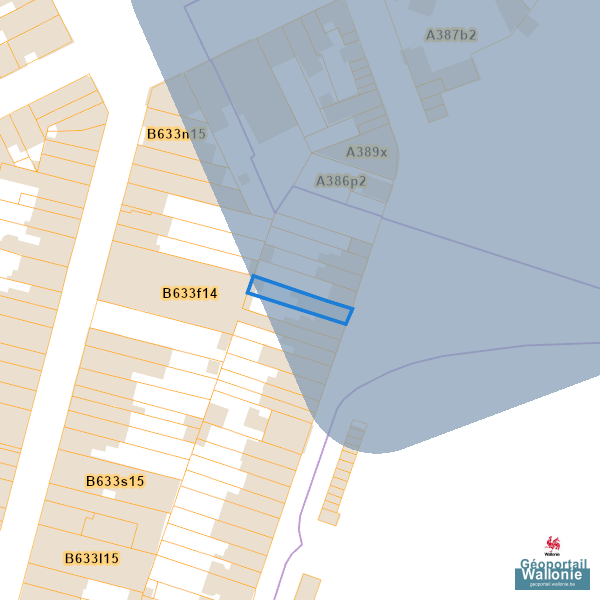 A387b2
B633n15
A389x
A386p2
B633f14
B633s15
B633l15
Wallonie
Géoportail
Wallonie
geoportail.wallonie.be